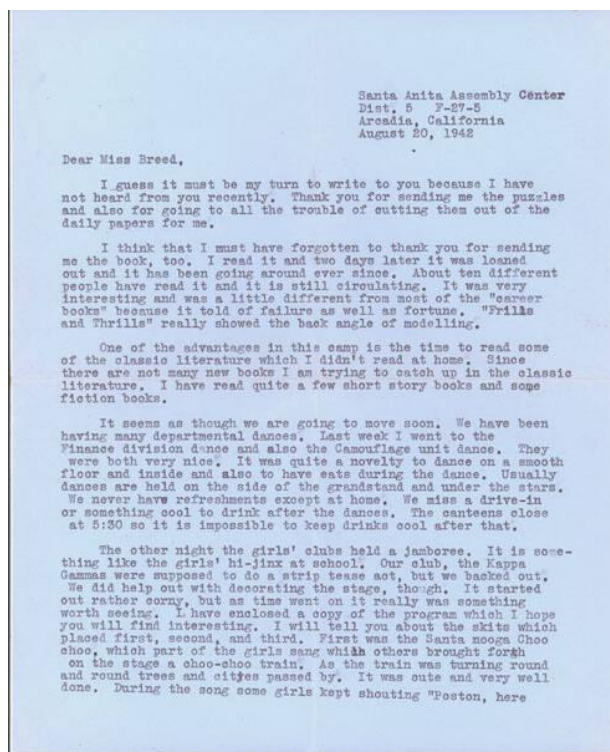 Santa Anita Assembly Center
Dist. 5   F-27-5
Arcadia, California
August 20, 1942
Dear Miss Breed,
I guess it must be my turn to write to you because I have
not heard from you recently.  Thank you for sending me the puzzles
and also for going to all the trouble of cutting them out of the
daily papers for me.
I think that I must have forgotten to thank you for sending
me the book, too.  I read it and two days later it was loaned
out and it has been going around ever since.  About ten different
people have read it and it is still circulating.  It was very
interesting and was a little different from most of the "career
books" because it told of failure as well as fortune.  "Frills
and Thrills" really showed the back angle of modelling.
One of the advantages in this camp is the time to read some
of the classic literature which I didn't read at home.  Since
there are not many new books I am trying to catch up in the classic
literature.  I have read quite a few short story books and some
fiction books.
It seems as though we are going to move soon.  We have been
having many departmental dances.  Last week I went to the
Finance division dance and also the Camouflage unit dance.  They
were both very nice.  It was quite a novelty to dance on a smooth
floor and inside and also to have eats during the dance.  Usually
dances are held on the side of the grandstand and under the stars.
We never have refreshments except at home.  We miss a drive-in
or something cool to drink after the dances.  The canteens close
at 5:30 so it is impossible to keep drinks cool after that.
The other night the girls' clubs held a jamboree.  It is some-
thing like the girls' hi-jinx at school.  Our club, the Kappa
Gammas were supposed to do a strip tease act, but we backed out.
We did help out with decorating the stage, though.  It started
out rather corny, but as time went on it really was something
worth seeing.  I have enclosed a copy of the program which I hope
you will find interesting.  I will tell you about the skits which
placed first, second, and third.  First was the Santa nooga Choo
choo, which part of the girls sang which others brought forth
on the stage a choo-choo train.  As the train was turning round
and round trees and cities passed by.  It was cute and very well
done.  During the song some girls kept shouting "Poston, here